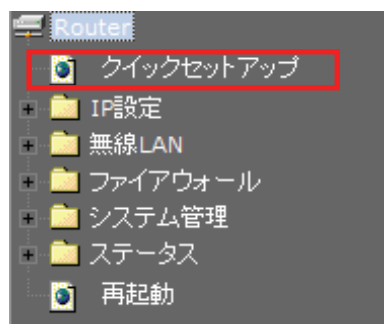 Router
クイックセットアップ
IP設定
無線LAN
ファイアウォール
システム管理
ステータス
再起動